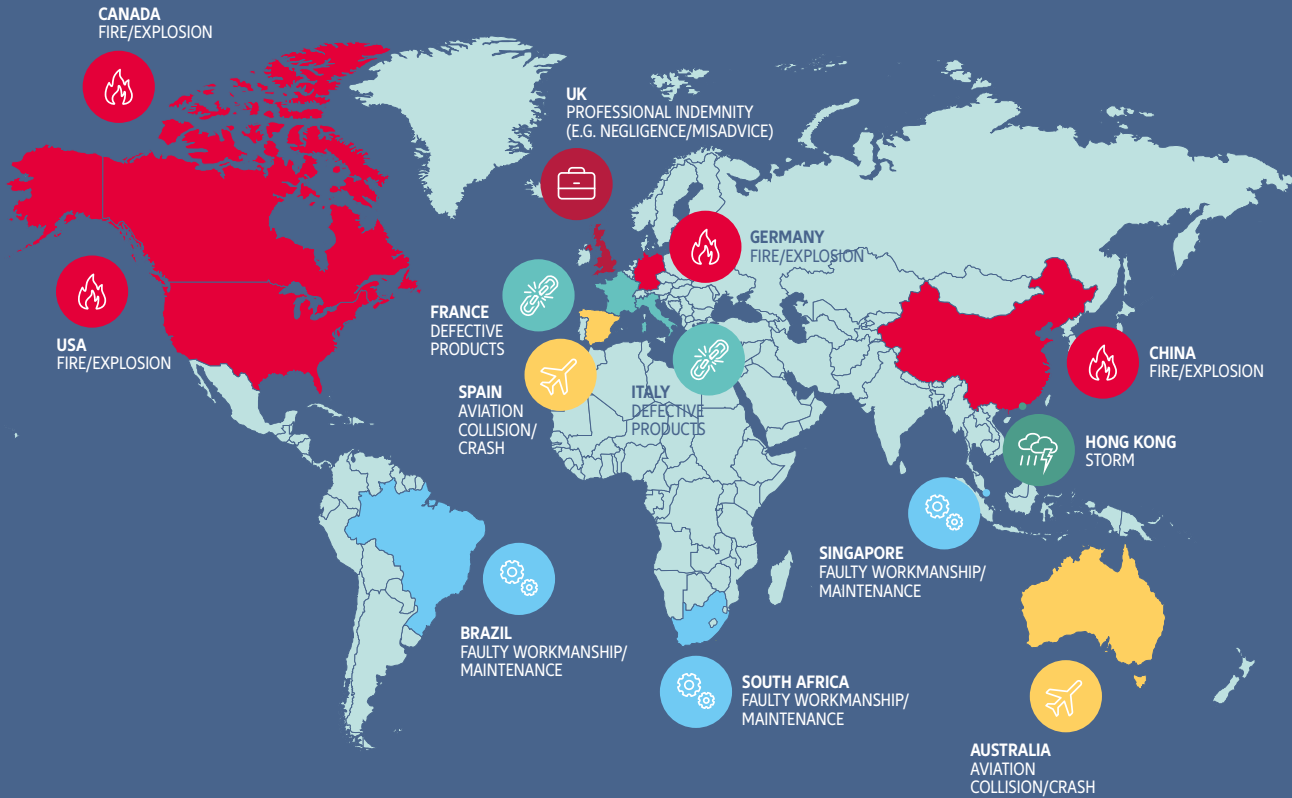 CANADA
FIRE/EXPLOSION
UK
PROFESSIONAL INDEMNITY
(E.G. NEGLIGENCE/MISADVICE)
GERMANY
FIRE/EXPLOSION
FRANCE
DEFECTIVE
PRODUCTS
USA
FIRE/EXPLOSION
CHINA
FIRE/EXPLOSION
SPAIN
AVIATION
COLLISION/
CRASH
ITALY
DEFECTIVE
PRODUCTS
HONG KONG
STORM
SINGAPORE
FAULTY WORKMANSHIP/
MAINTENANCE
BRAZIL
FAULTY WORKMANSHIP/
MAINTENANCE
SOUTH AFRICA
FAULTY WORKMANSHIP/
MAINTENANCE
AUSTRALIA
AVIATION
COLLISION/CRASH